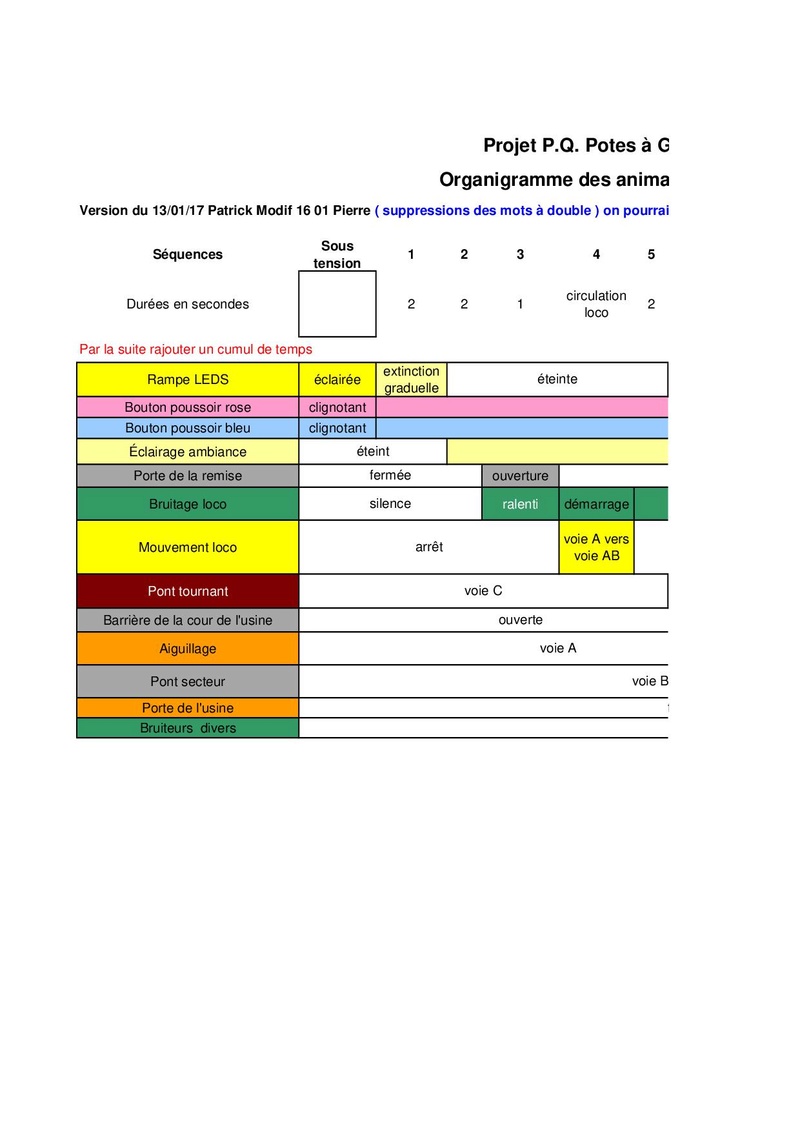 Projet P.Q. Potes à G
Organigramme des anima
Version du 13/01/17 Patrick Modif 16 01 Pierre ( suppressions des mots à double ) on pourrai
Séquences Sous tension 1 2 3 4 5
Durées en secondes 2 2 1 circulation loco 2
Par la suite rajouter un cumul de temps
Rampe LEDS éclairée extinction graduelle éteinte
Bouton poussoir rose clignotant
Bouton poussoir bleu clignotant
Éclairage ambiance éteint
Porte de la remise fermée ouverture
Bruitage loco silence ralenti démarrage
Mouvement loco arrêt voie A vers voie AB
Pont tournant voie C
Barrière de la cour de l'usine ouverte
Aiguillage voie A
Pont secteur voie B
Porte de l'usine
Bruiteurs divers